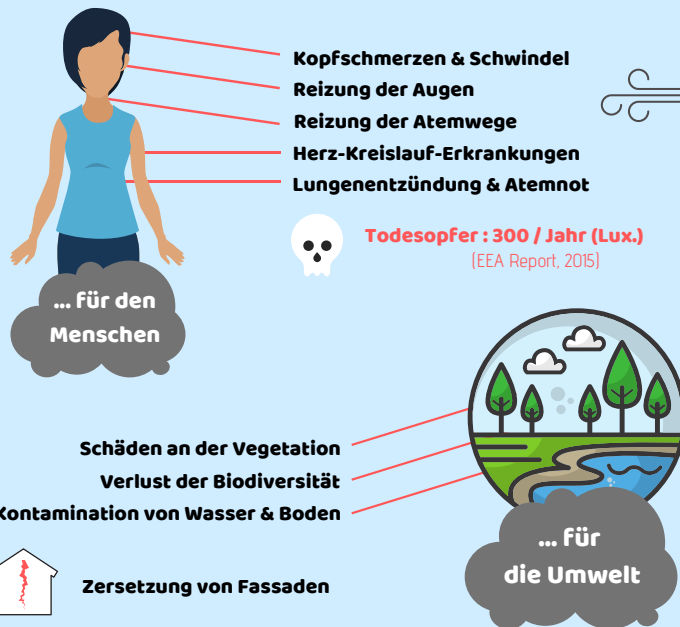 Kopfschmerzen & Schwindel
Reizung der Augen
Reizung der Atemwege
Herz-Kreislauf-Erkrankungen
Lungenentzündung & Atemnot
Todesopfer : 300 / Jahr (Lux.)
(EEA Report, 2015)
... für den
Menschen
Schäden an der Vegetation
Verlust der Biodiversität
Kontamination von Wasser & Boden
... für
die Umwelt
Zersetzung von Fassaden